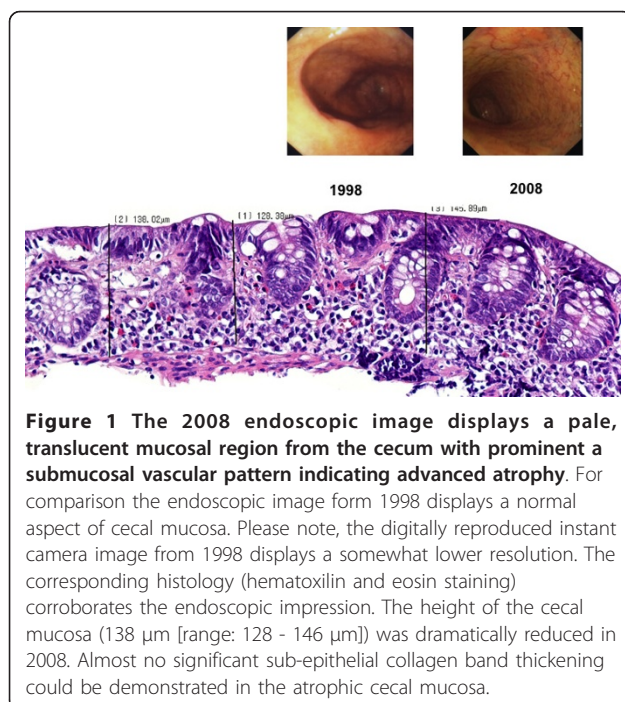 1998
2008
(2) 138.02μm
(1) 128.38μm
(3) 145.89μm
Figure 1 The 2008 endoscopic image displays a pale,
translucent mucosal region from the cecum with prominent a
submucosal vascular pattern indicating advanced atrophy. For
comparison the endoscopic image form 1998 displays a normal
aspect of cecal mucosa. Please note, the digitally reproduced instant
camera image from 1998 displays a somewhat lower resolution. The
corresponding histology (hematoxilin and eosin staining)
corroborates the endoscopic impression. The height of the cecal
mucosa (138 μm [range: 128 - 146 μm]) was dramatically reduced in
2008. Almost no significant sub-epithelial collagen band thickening
could be demonstrated in the atrophic cecal mucosa.